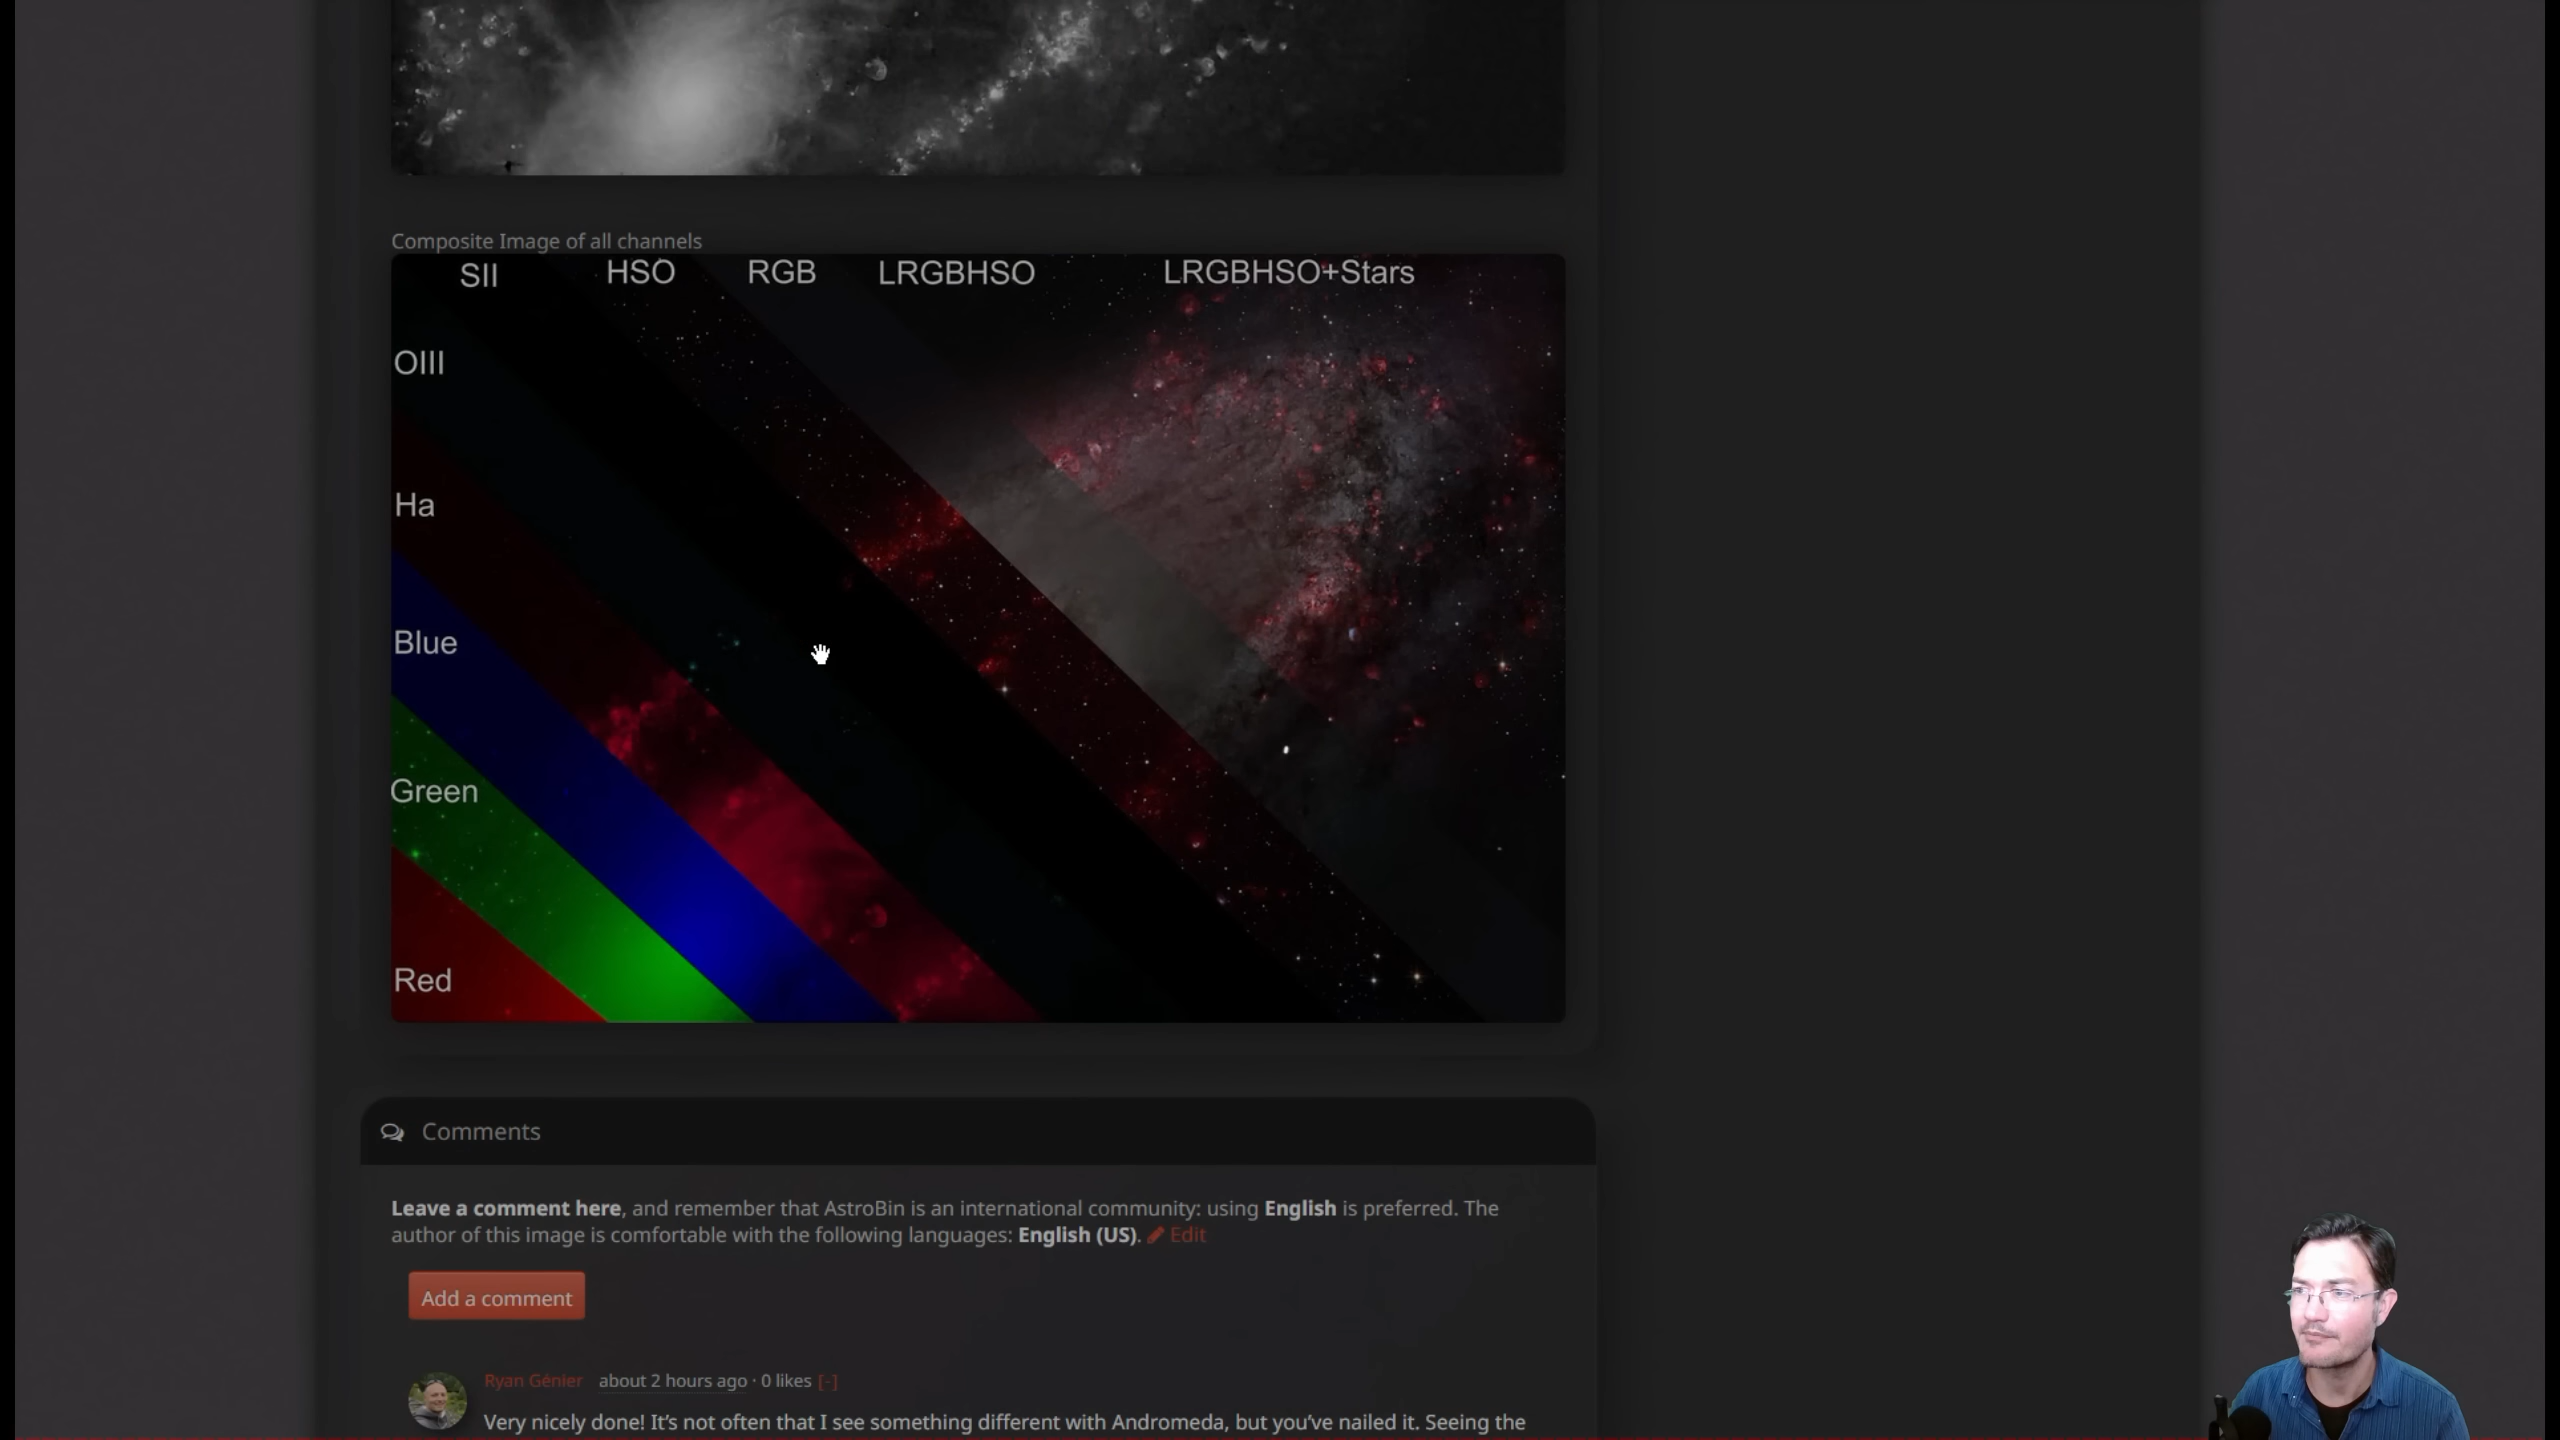 Composite Image of all channels
SII HSO RGB LRGBHSO LRGBHSO+Stars
OIII
Ha
Blue
Green
Red
Comments
Leave a comment here, and remember that AstroBin is an international community: using English is preferred. The
author of this image is comfortable with the following languages: English (US). Edit
Add a comment
Ryan Génier about 2 hours ago · 0 likes [-]
Very nicely done! It’s not often that I see something different with Andromeda, but you’ve nailed it. Seeing the